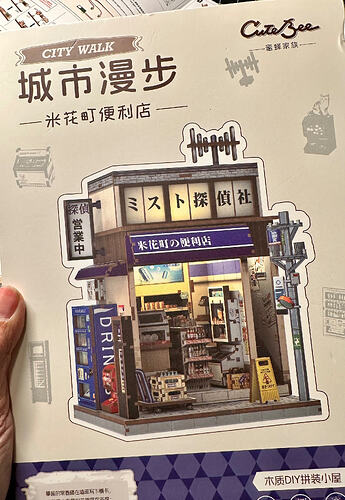 CITY WALK
CuteBee
蜜蜂家族
城市漫步
米花町便利店
ミスト探偵社
探偵
営業中
米花町の便利店
DRINK
木质DIY拼装小屋